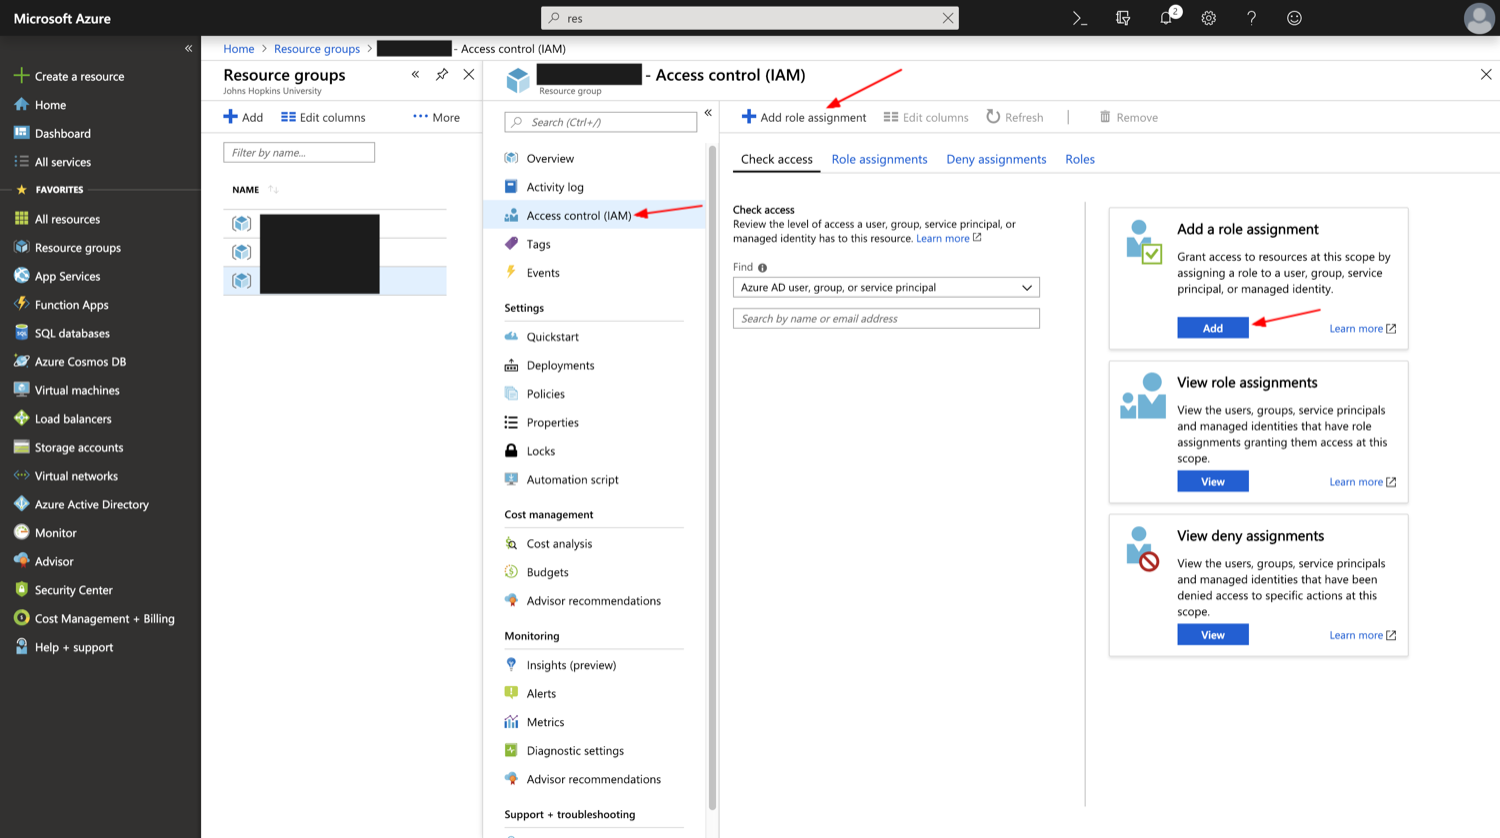 Microsoft Azure
res
2
Create a resource
Home
Dashboard
All services
FAVORITES
All resources
Resource groups
App Services
Function Apps
SQL databases
Azure Cosmos DB
Virtual machines
Load balancers
Storage accounts
Virtual networks
Azure Active Directory
Monitor
Advisor
Security Center
Cost Management + Billing
Help + support
Home > Resource groups > - Access control (IAM)
Resource groups
Johns Hopkins University
Add Edit columns ··· More
Filter by name...
NAME
- Access control (IAM)
Resource group
Search (Ctrl+/)
Overview
Activity log
Access control (IAM)
Tags
Events
Settings
Quickstart
Deployments
Policies
Properties
Locks
Automation script
Cost management
Cost analysis
Budgets
Advisor recommendations
Monitoring
Insights (preview)
Alerts
Metrics
Diagnostic settings
Advisor recommendations
Support + troubleshooting
Add role assignment Edit columns Refresh | Remove
Check access Role assignments Deny assignments Roles
Check access
Review the level of access a user, group, service principal, or
managed identity has to this resource. Learn more
Find
Azure AD user, group, or service principal
Search by name or email address
Add a role assignment
Grant access to resources at this scope by
assigning a role to a user, group, service
principal, or managed identity.
Add Learn more
View role assignments
View the users, groups, service principals
and managed identities that have role
assignments granting them access at this
scope.
View Learn more
View deny assignments
View the users, groups, service principals
and managed identities that have been
denied access to specific actions at this
scope.
View Learn more